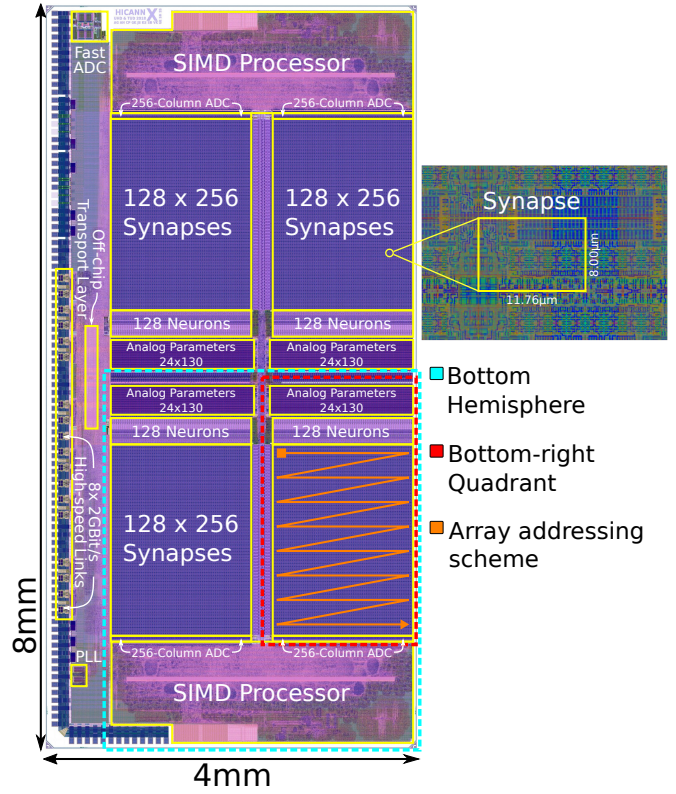 HICANN X
Fast
ADC
SIMD Processor
256-Column ADC
256-Column ADC
128 x 256
Synapses
128 x 256
Synapses
Synapse
8.00µm
11.76µm
Off-chip
Transport Layer
128 Neurons
128 Neurons
Analog Parameters
24x130
Analog Parameters
24x130
Analog Parameters
24x130
Analog Parameters
24x130
128 Neurons
128 Neurons
Bottom
Hemisphere
Bottom-right
Quadrant
Array addressing
scheme
128 x 256
Synapses
8x 2GBit/s
High-speed Links
8mm
PLL
256-Column ADC
256-Column ADC
SIMD Processor
4mm